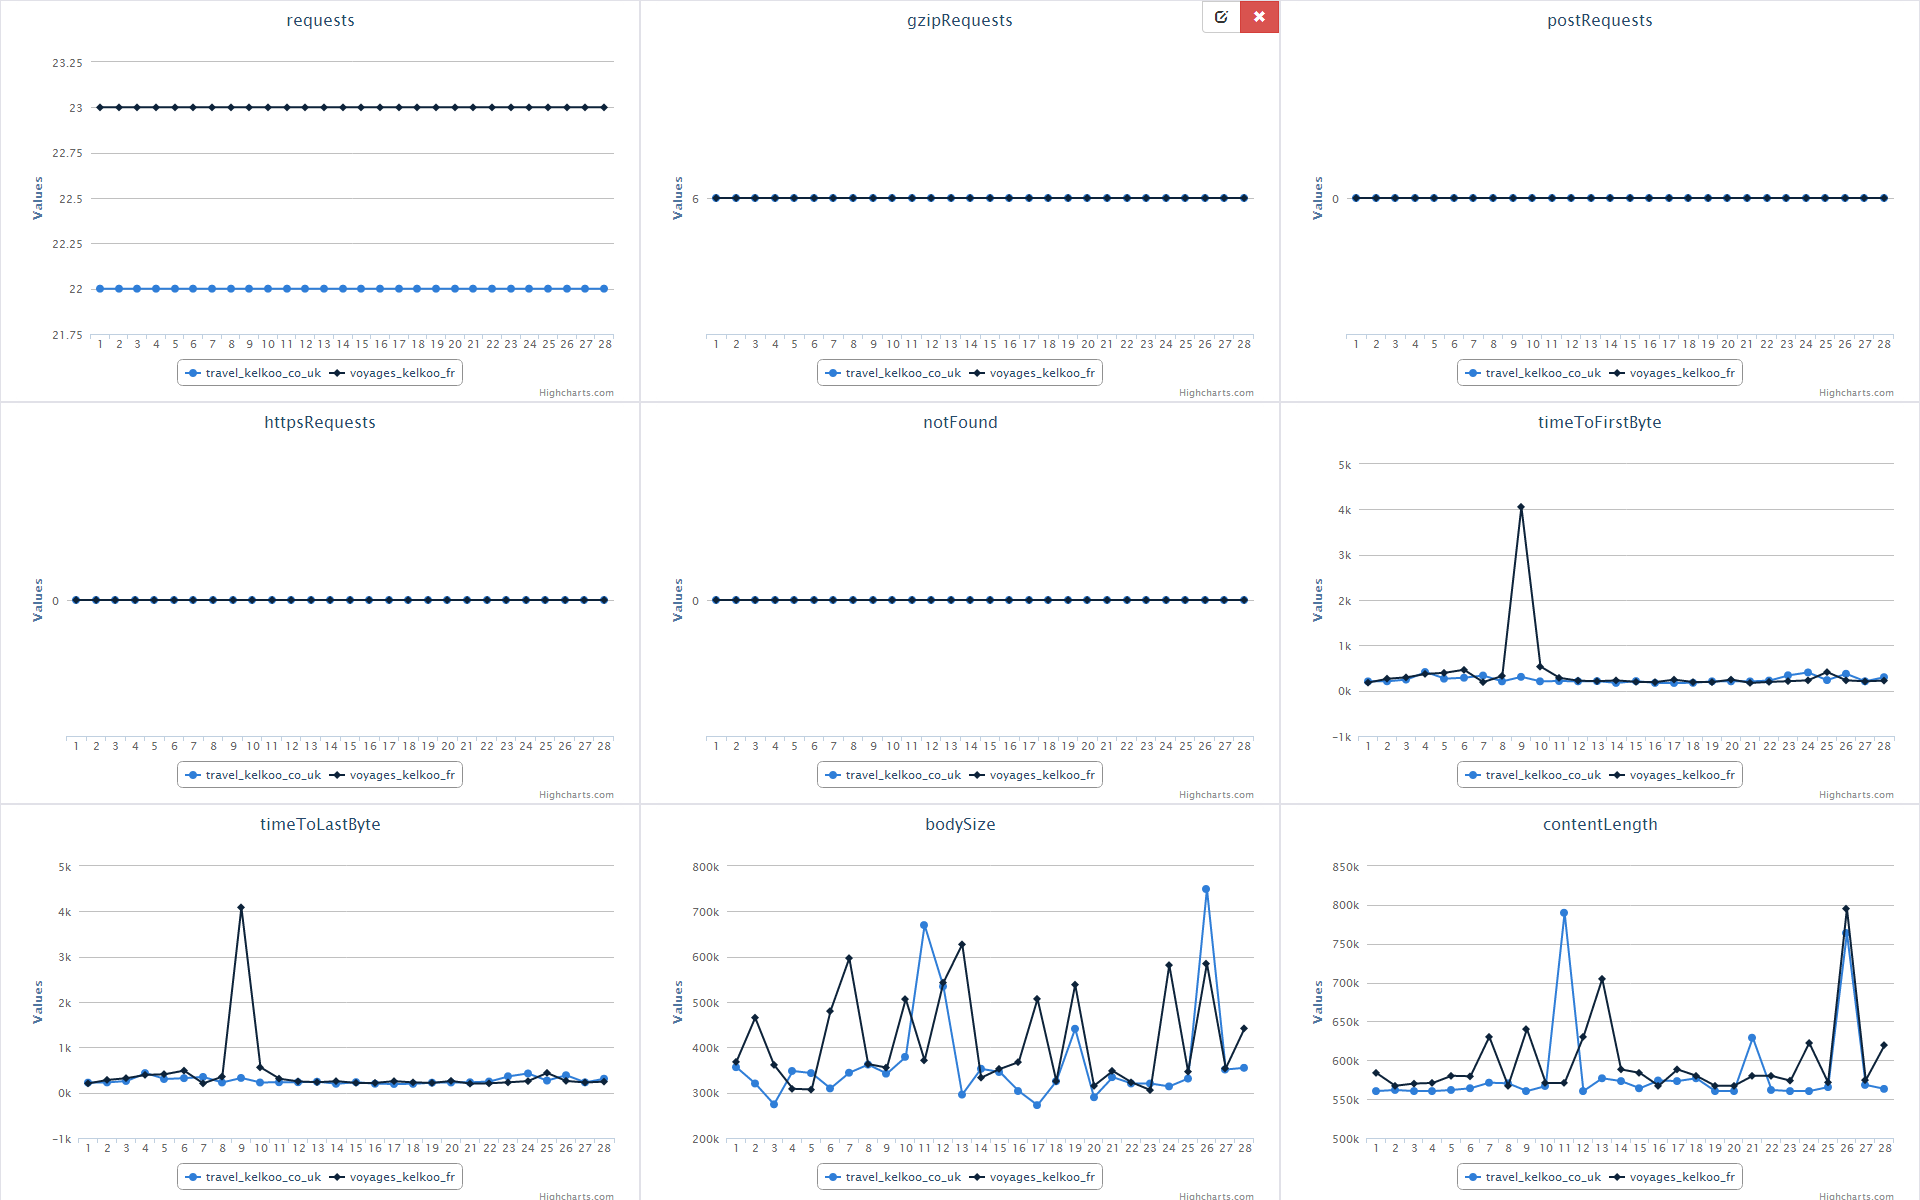 requests
23.25
23
22.75
22.5
22.25
22
21.75
Values
1 2 3 4 5 6 7 8 9 10 11 12 13 14 15 16 17 18 19 20 21 22 23 24 25 26 27 28
travel_kelkoo_co_uk voyages_kelkoo_fr
Highcharts.com
gzipRequests
6
Values
1 2 3 4 5 6 7 8 9 10 11 12 13 14 15 16 17 18 19 20 21 22 23 24 25 26 27 28
travel_kelkoo_co_uk voyages_kelkoo_fr
Highcharts.com
postRequests
0
Values
1 2 3 4 5 6 7 8 9 10 11 12 13 14 15 16 17 18 19 20 21 22 23 24 25 26 27 28
travel_kelkoo_co_uk voyages_kelkoo_fr
Highcharts.com
httpsRequests
0
Values
1 2 3 4 5 6 7 8 9 10 11 12 13 14 15 16 17 18 19 20 21 22 23 24 25 26 27 28
travel_kelkoo_co_uk voyages_kelkoo_fr
Highcharts.com
notFound
0
Values
1 2 3 4 5 6 7 8 9 10 11 12 13 14 15 16 17 18 19 20 21 22 23 24 25 26 27 28
travel_kelkoo_co_uk voyages_kelkoo_fr
Highcharts.com
timeToFirstByte
5k
4k
3k
2k
1k
0k
-1k
Values
1 2 3 4 5 6 7 8 9 10 11 12 13 14 15 16 17 18 19 20 21 22 23 24 25 26 27 28
travel_kelkoo_co_uk voyages_kelkoo_fr
Highcharts.com
timeToLastByte
5k
4k
3k
2k
1k
0k
-1k
Values
1 2 3 4 5 6 7 8 9 10 11 12 13 14 15 16 17 18 19 20 21 22 23 24 25 26 27 28
travel_kelkoo_co_uk voyages_kelkoo_fr
Highcharts.com
bodySize
800k
700k
600k
500k
400k
300k
200k
Values
1 2 3 4 5 6 7 8 9 10 11 12 13 14 15 16 17 18 19 20 21 22 23 24 25 26 27 28
travel_kelkoo_co_uk voyages_kelkoo_fr
Highcharts.com
contentLength
850k
800k
750k
700k
650k
600k
550k
500k
Values
1 2 3 4 5 6 7 8 9 10 11 12 13 14 15 16 17 18 19 20 21 22 23 24 25 26 27 28
travel_kelkoo_co_uk voyages_kelkoo_fr
Highcharts.com